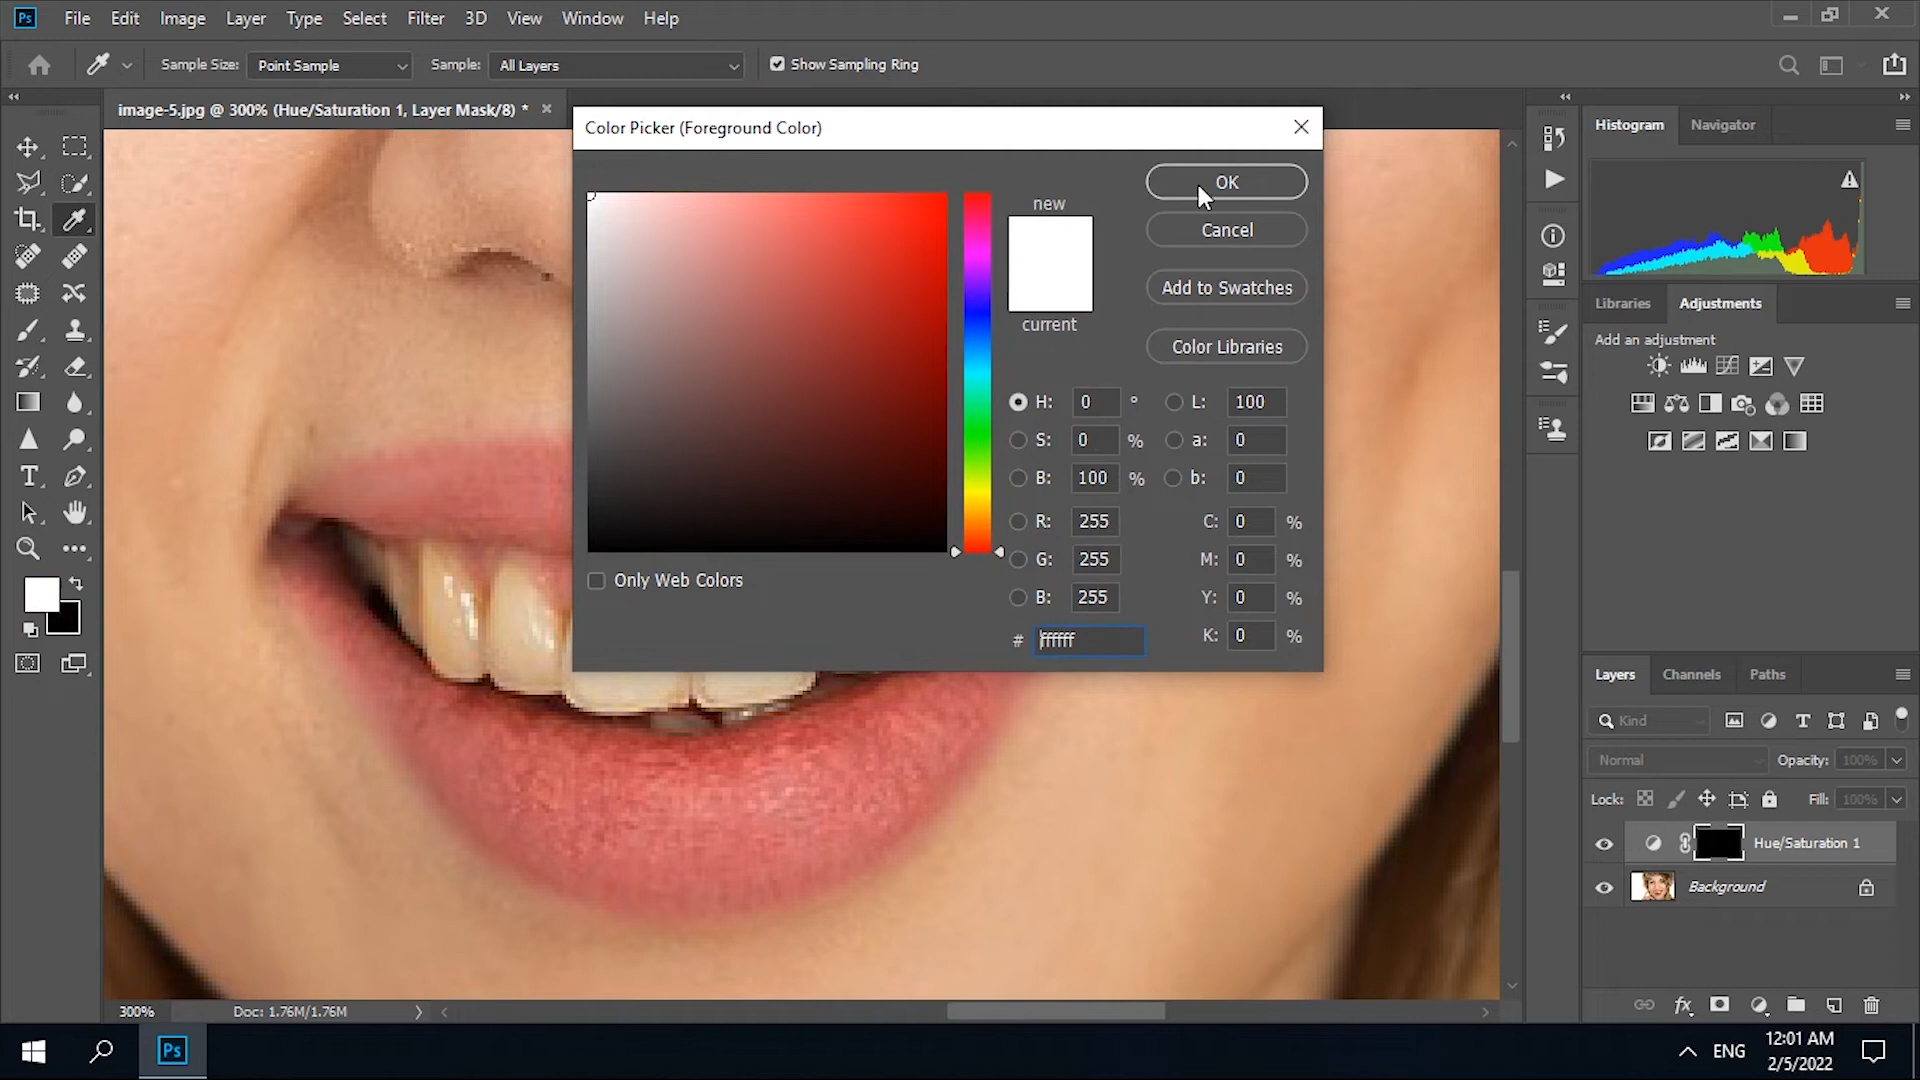 Ps File Edit Image Layer Type Select Filter 3D View Window Help
Sample Size: Point Sample Sample: All Layers Show Sampling Ring
image-5.jpg @ 300% (Hue/Saturation 1, Layer Mask/8) *
Color Picker (Foreground Color)
Histogram Navigator
OK
new
Cancel
Add to Swatches
current
Color Libraries
Libraries Adjustments
Add an adjustment
H: 0 ° L: 100
S: 0 % a: 0
B: 100 % b: 0
R: 255 C: 0 %
G: 255 M: 0 %
Only Web Colors
B: 255 Y: 0 %
# ffffff K: 0 %
Layers Channels Paths
Kind
Normal Opacity: 100%
Lock: Fill: 100%
Hue/Saturation 1
Background
fx
300% Doc: 1.76M/1.76M
Ps
ENG
12:01 AM
2/5/2022